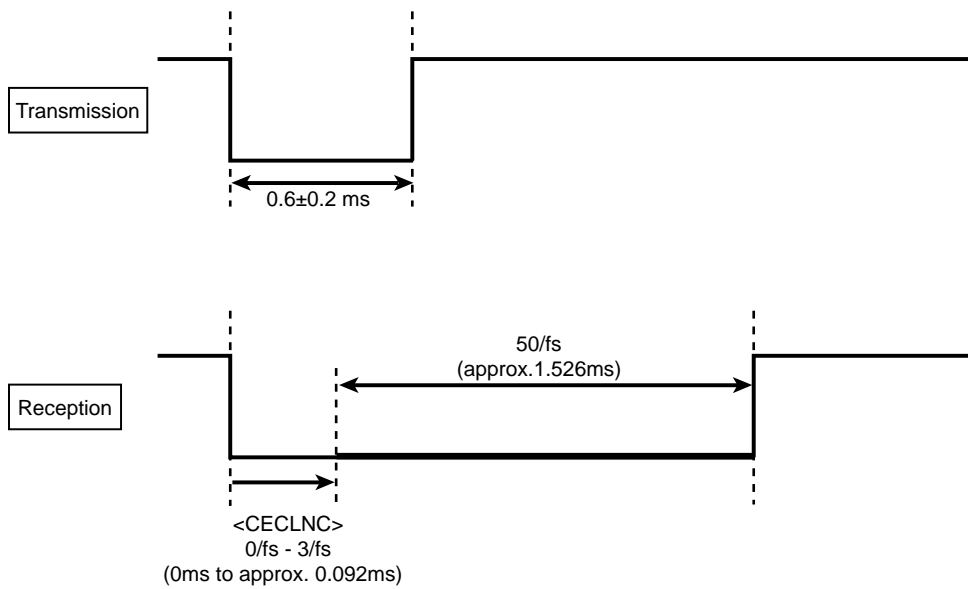 Transmission
0.6±0.2 ms
50/fs
(approx.1.526ms)
Reception
<CECLNC>
0/fs - 3/fs
(0ms to approx. 0.092ms)